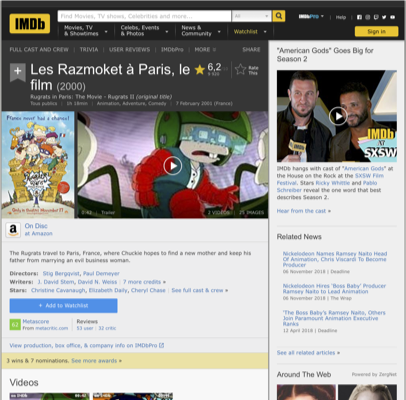 IMDb
Find Movies, TV shows, Celebrities and more...
All
IMDbPro
Help
Movies, TV
& Showtimes
Celebs, Events
& Photos
News &
Community
Watchlist
Sign in
FULL CAST AND CREW | TRIVIA | USER REVIEWS | IMDbPro | MORE
SHARE
Les Razmoket à Paris, le
film (2000)
6,2
Rate
This
Rugrats in Paris: The Movie - Rugrats II (original title)
Tous publics | 1h 18min | Animation, Adventure, Comedy | 7 February 2001 (France)
Trailer
2 VIDEOS
25 IMAGES
On Disc
at Amazon
The Rugrats travel to Paris, France, where Chuckie hopes to find a new mother and keep his
father from marrying an evil business woman.
Directors: Stig Bergqvist, Paul Demeyer
Writers: J. David Stem, David N. Weiss | 7 more credits »
Stars: Christine Cavanaugh, Elizabeth Daily, Cheryl Chase | See full cast & crew »
+ Add to Watchlist
62
Metascore
From metacritic.com
Reviews
53 user | 32 critic
View production, box office, & company info on IMDbPro
3 wins & 7 nominations. See more awards »
Videos
"American Gods" Goes Big for
Season 2
IMDb
at
SXSW
IMDb hangs with cast of "American Gods" at
the House on the Rock at the SXSW Film
Festival. Stars Ricky Whittle and Pablo
Schreiber reveal the one word that best
describes Season 2.
Hear from the cast »
Related News
Nickelodeon Names Ramsey Naito Head
Of Animation, Chris Viscardi To Become
Producer
06 November 2018 | Deadline
Nickelodeon Hires 'Boss Baby' Producer
Ramsey Naito to Lead Animation
06 November 2018 | The Wrap
'The Boss Baby's Ramsey Naito, Others
Join Paramount Animation Executive
Ranks
12 April 2018 | Deadline
See all related articles »
Around The Web
Powered by ZergNet